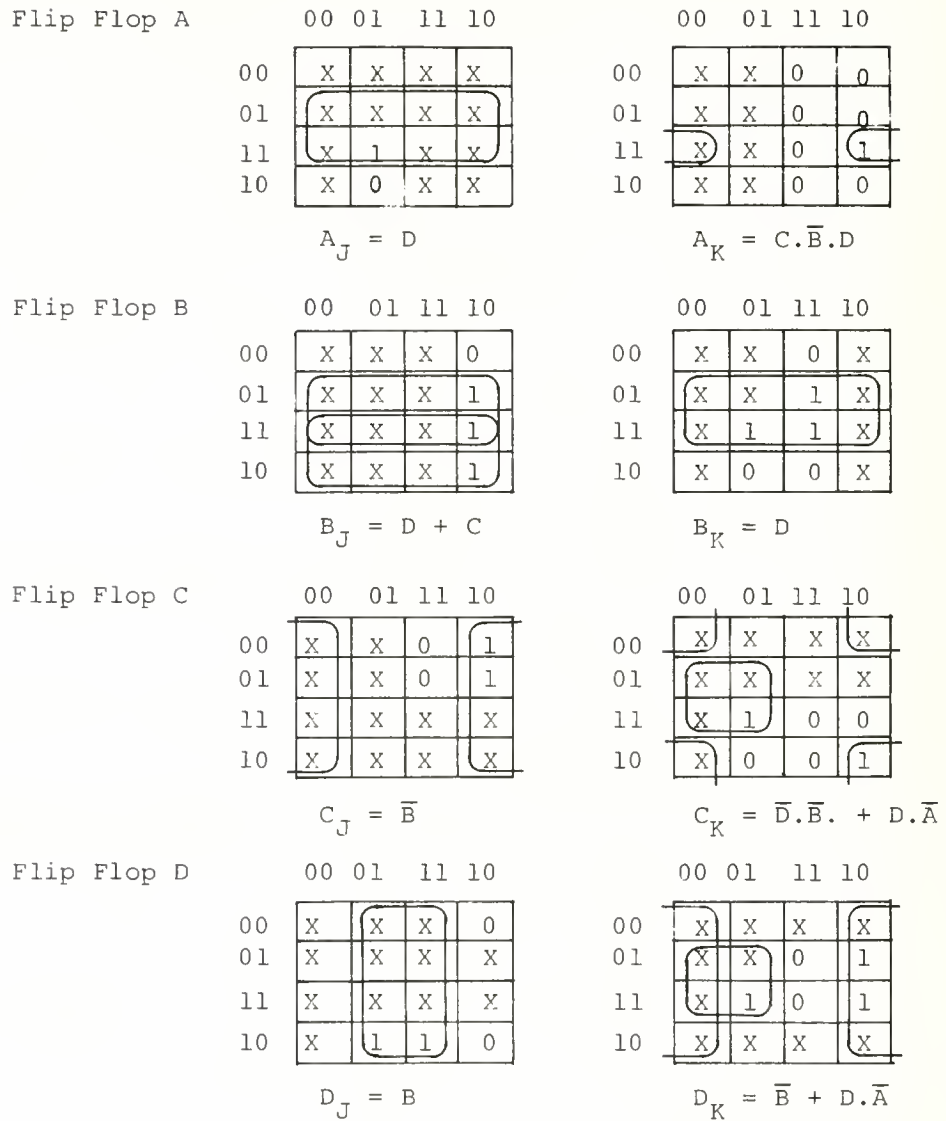 Flip Flop A 00 01 11 10 00 01 11 10
00 X X X X 00 X X 0 0
01 X X X X 01 X X 0 0
11 X 1 X X 11 X X 0 1
10 X 0 X X 10 X X 0 0
A_J = D A_K = C.B̅.D
Flip Flop B 00 01 11 10 00 01 11 10
00 X X X 0 00 X X 0 X
01 X X X 1 01 X X 1 X
11 X X X 1 11 X 1 1 X
10 X X X 1 10 X 0 0 X
B_J = D + C B_K = D
Flip Flop C 00 01 11 10 00 01 11 10
00 X X 0 1 00 X X X X
01 X X 0 1 01 X X X X
11 X X X X 11 X 1 0 0
10 X X X X 10 X 0 0 1
C_J = B̅ C_K = D̅.B̅. + D.A̅
Flip Flop D 00 01 11 10 00 01 11 10
00 X X X 0 00 X X X X
01 X X X X 01 X X 0 1
11 X X X X 11 X 1 0 1
10 X 1 1 0 10 X X X X
D_J = B D_K = B̅ + D.A̅